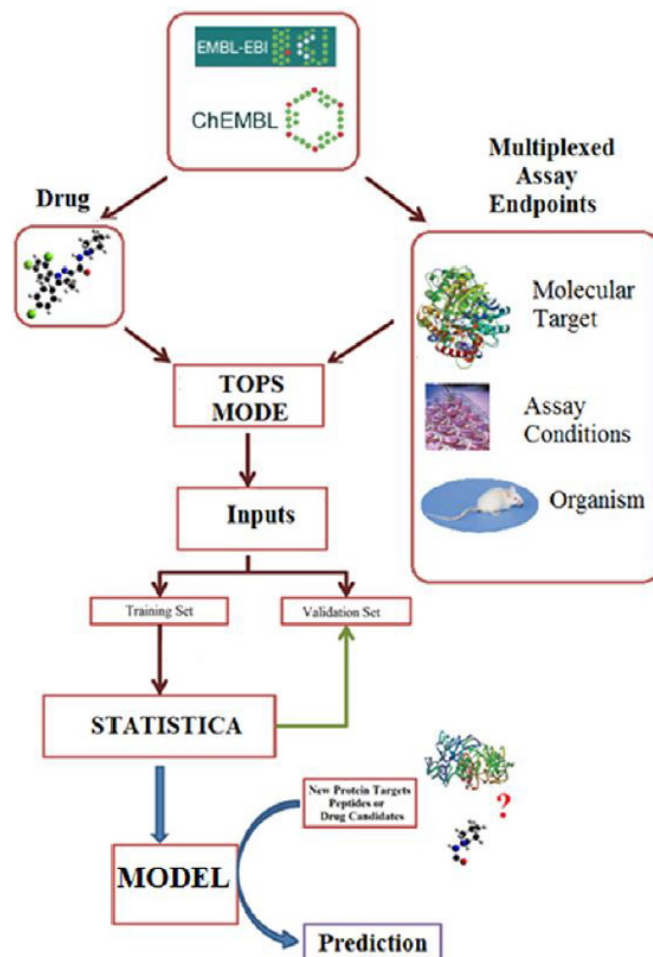 EMBL-EBI
ChEMBL
Multiplexed
Assay
Endpoints
Drug
Molecular
Target
Assay
Conditions
Organism
TOPS
MODE
Inputs
Training Set
Validation Set
STATISTICA
New Protein Targets
Peptides or
Drug Candidates
?
MODEL
Prediction